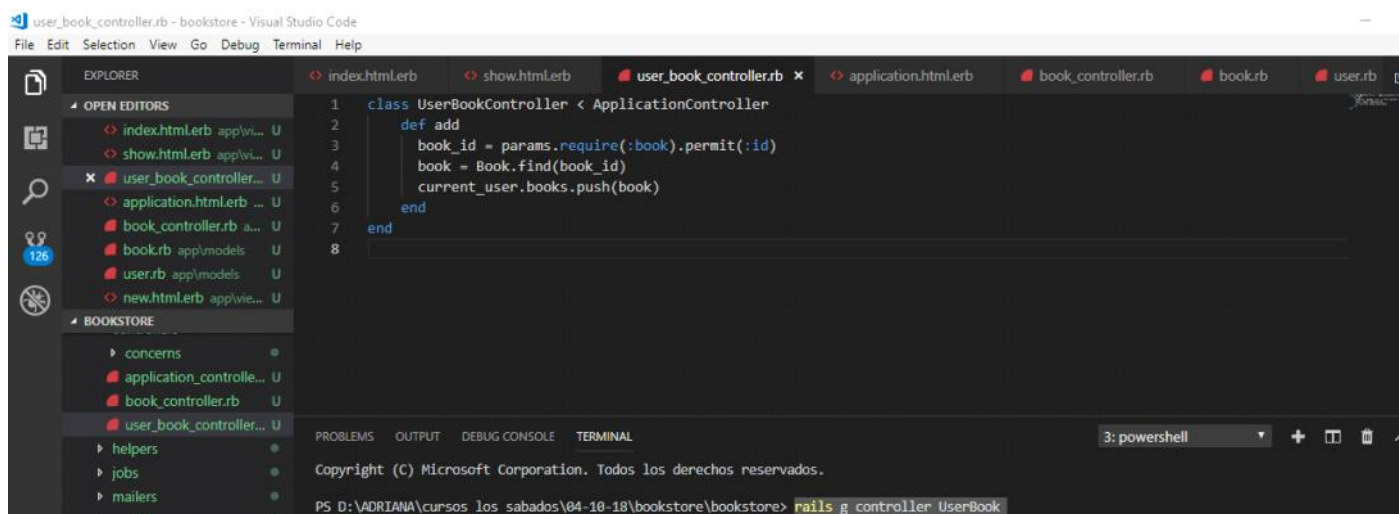 user_book_controller.rb - bookstore - Visual Studio Code
File Edit Selection View Go Debug Terminal Help
EXPLORER
index.html.erb show.html.erb user_book_controller.rb × application.html.erb book_controller.rb book.rb user.rb
OPEN EDITORS
index.html.erb app\vi... U
show.html.erb app\vi... U
× user_book_controller... U
application.html.erb ... U
book_controller.rb a... U
book.rb app\models U
user.rb app\models U
new.html.erb app\vie... U
126
BOOKSTORE
concerns
application_controlle... U
book_controller.rb U
user_book_controller... U
helpers
jobs
mailers
1 class UserBookController < ApplicationController
2 def add
3 book_id = params.require(:book).permit(:id)
4 book = Book.find(book_id)
5 current_user.books.push(book)
6 end
7 end
8
PROBLEMS OUTPUT DEBUG CONSOLE TERMINAL 3: powershell
Copyright (C) Microsoft Corporation. Todos los derechos reservados.
PS D:\ADRIANA\cursos los sabados\04-10-18\bookstore\bookstore> rails g controller UserBook